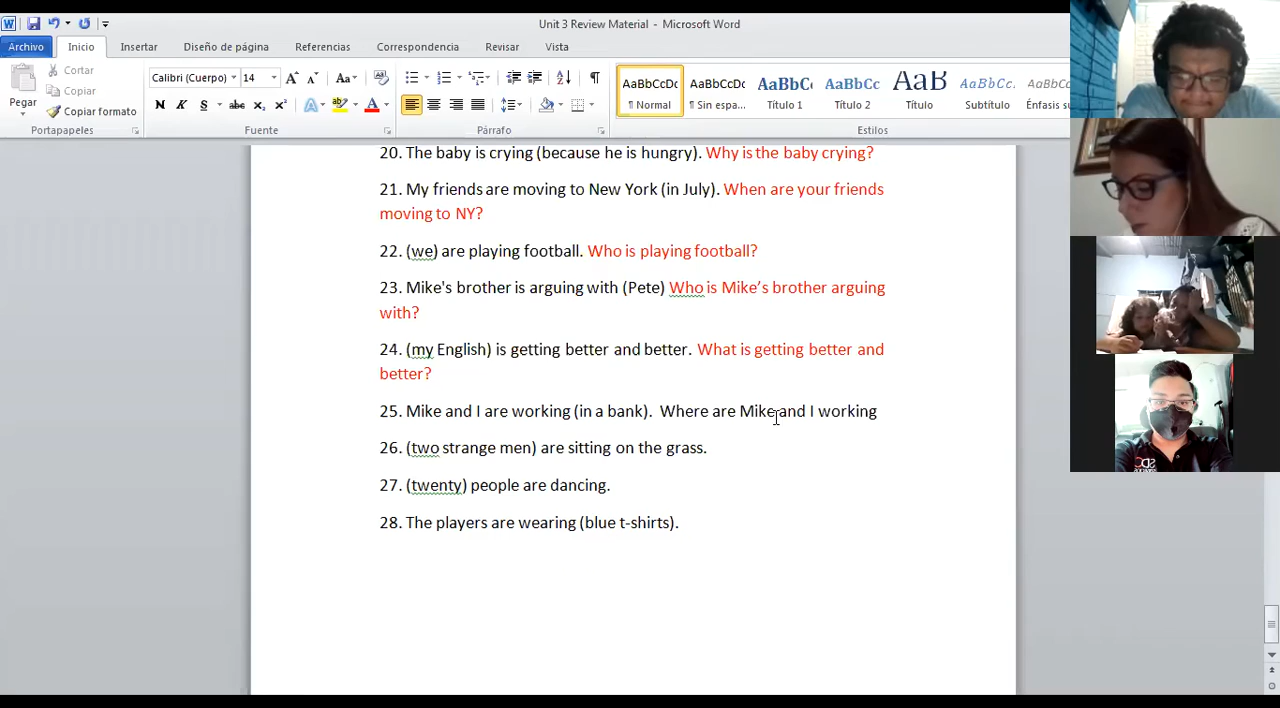 Unit 3 Review Material - Microsoft Word
Archivo Inicio Insertar Diseño de página Referencias Correspondencia Revisar Vista
Pegar
Cortar
Copiar
Copiar formato
Portapapeles
Calibri (Cuerpo) 14
Fuente
Párrafo
AaBbCcDc AaBbCcDc AaBbC AaBbCc AaB AaBbCc. AaBbCcD
¶ Normal ¶ Sin espa... Título 1 Título 2 Título Subtítulo Énfasis su
Estilos
20. The baby is crying (because he is hungry). Why is the baby crying?
21. My friends are moving to New York (in July). When are your friends
moving to NY?
22. (we) are playing football. Who is playing football?
23. Mike's brother is arguing with (Pete) Who is Mike’s brother arguing
with?
24. (my English) is getting better and better. What is getting better and
better?
25. Mike and I are working (in a bank).  Where are Mike and I working
26. (two strange men) are sitting on the grass.
27. (twenty) people are dancing.
28. The players are wearing (blue t-shirts).